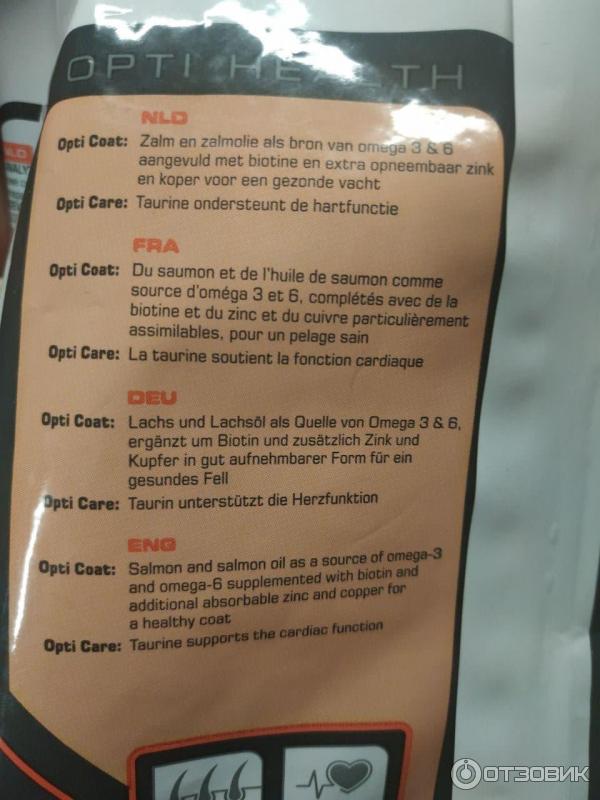 OPTI HEALTH
NLD
Opti Coat: Zalm en zalmolie als bron van omega 3 & 6
aangevuld met biotine en extra opneembaar zink
en koper voor een gezonde vacht
Opti Care: Taurine ondersteunt de hartfunctie
FRA
Opti Coat: Du saumon et de l'huile de saumon comme
source d'oméga 3 et 6, complétés avec de la
biotine et du zinc et du cuivre particulièrement
assimilables, pour un pelage sain
Opti Care: La taurine soutient la fonction cardiaque
DEU
Opti Coat: Lachs und Lachsöl als Quelle von Omega 3 & 6,
ergänzt um Biotin und zusätzlich Zink und
Kupfer in gut aufnehmbarer Form für ein
gesundes Fell
Opti Care: Taurin unterstützt die Herzfunktion
ENG
Opti Coat: Salmon and salmon oil as a source of omega-3
and omega-6 supplemented with biotin and
additional absorbable zinc and copper for
a healthy coat
Opti Care: Taurine supports the cardiac function
ОТЗОВИК